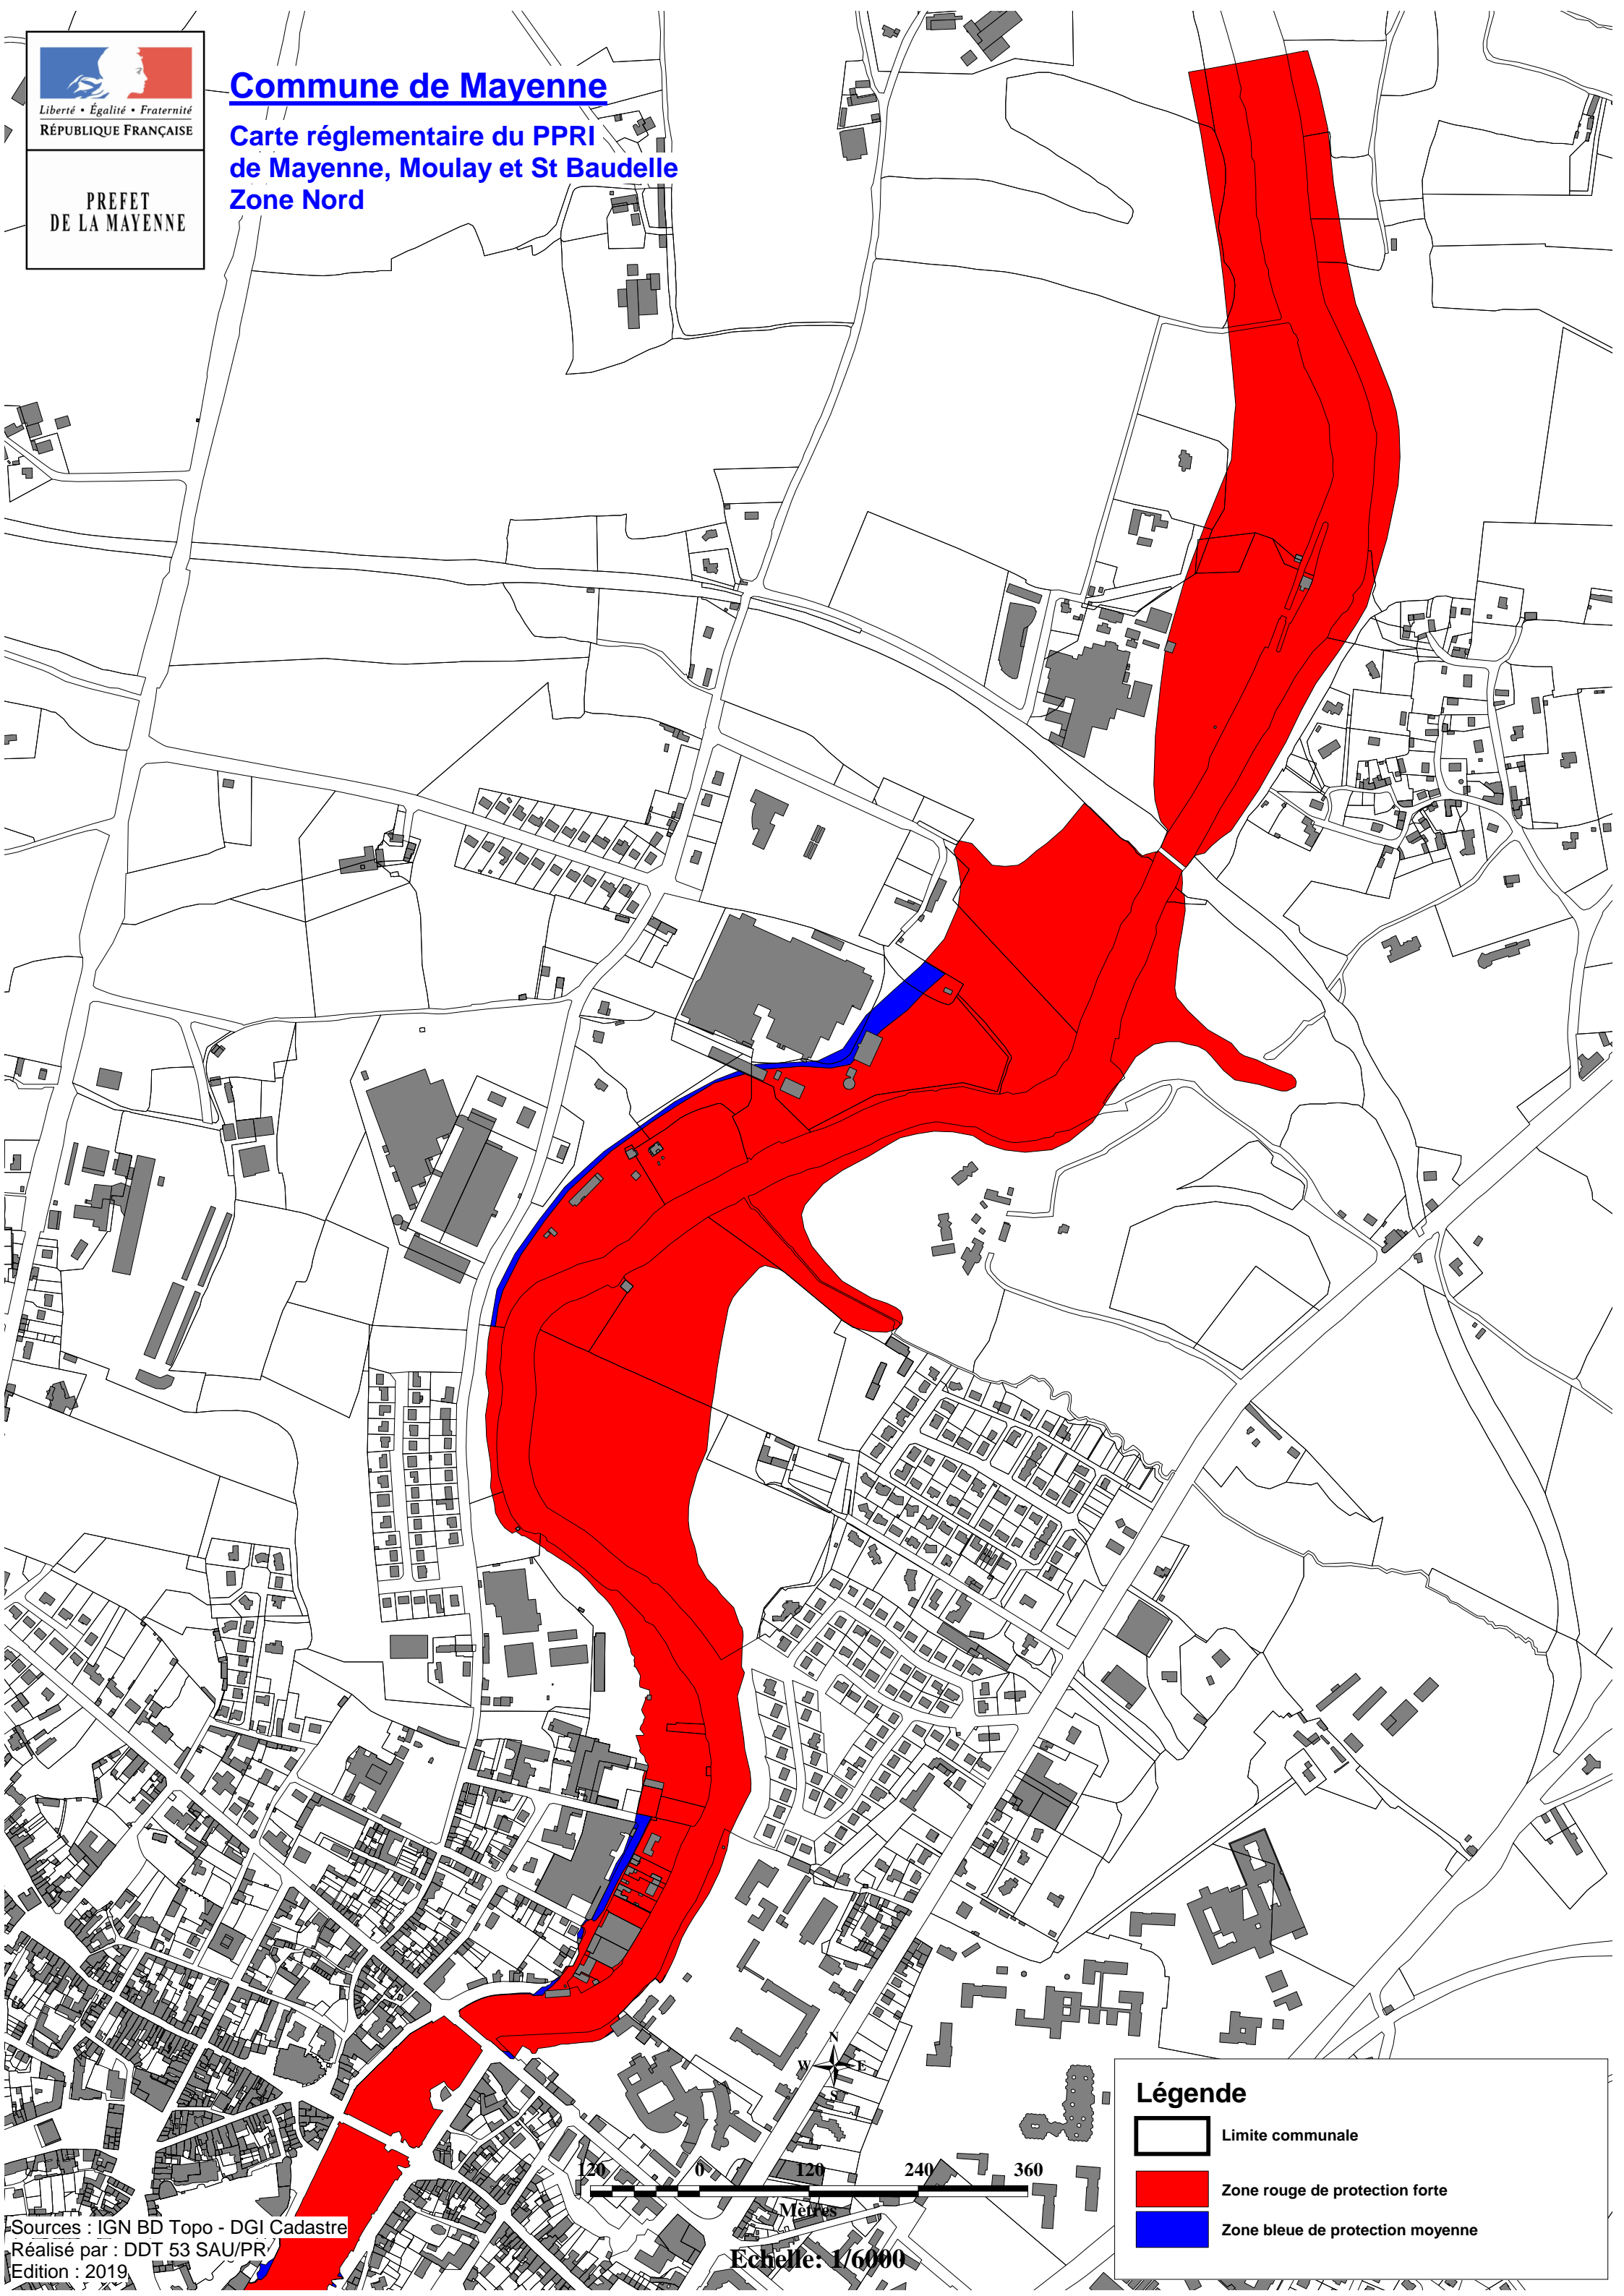 Liberté • Égalité • Fraternité
RÉPUBLIQUE FRANÇAISE
PREFET
DE LA MAYENNE
Commune de Mayenne
Carte réglementaire du PPRI
de Mayenne, Moulay et St Baudelle
Zone Nord
N
W E
S
120 0 120 240 360
Mètres
Echelle: 1/6000
Légende
Limite communale
Zone rouge de protection forte
Zone bleue de protection moyenne
Sources : IGN BD Topo - DGI Cadastre
Réalisé par : DDT 53 SAU/PR
Edition : 2019